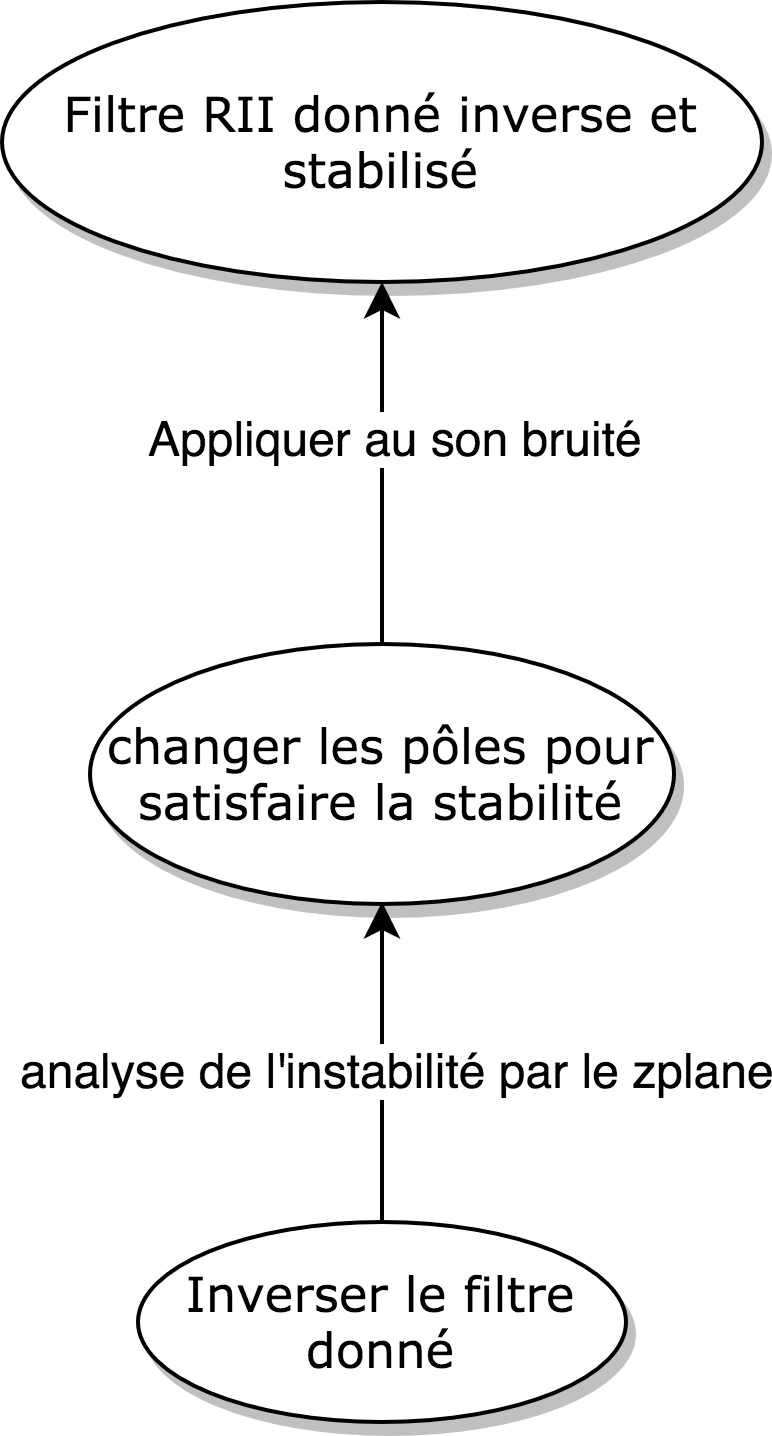 Filtre RII donné inverse et
stabilisé
Appliquer au son bruité
changer les pôles pour
satisfaire la stabilité
analyse de l'instabilité par le zplane
Inverser le filtre
donné